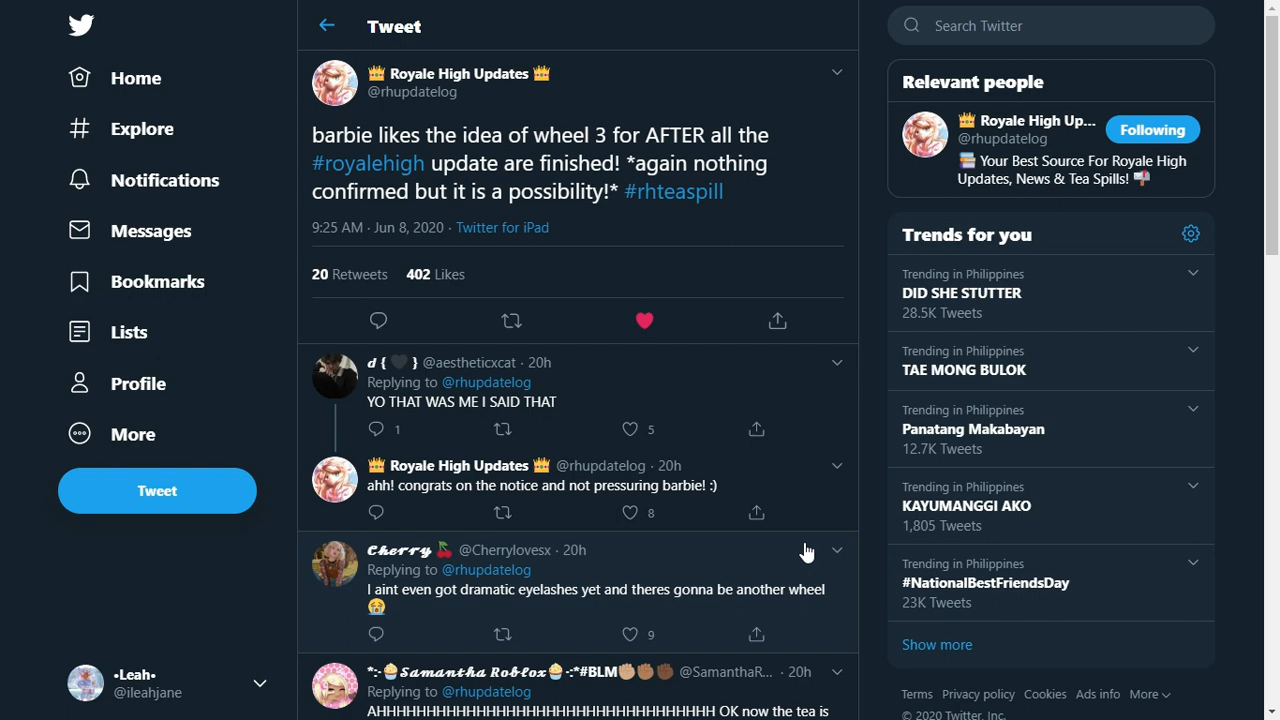 Home
Explore
Notifications
Messages
Bookmarks
Lists
Profile
More
Tweet
•Leah•
@ileahjane
Tweet
👑 Royale High Updates 👑
@rhupdatelog
barbie likes the idea of wheel 3 for AFTER all the
#royalehigh update are finished! *again nothing
confirmed but it is a possibility!* #rhteaspill
9:25 AM · Jun 8, 2020 · Twitter for iPad
20 Retweets 402 Likes
𝒅 { 🖤 } @aestheticxcat · 20h
Replying to @rhupdatelog
YO THAT WAS ME I SAID THAT
1 5
👑 Royale High Updates 👑 @rhupdatelog · 20h
ahh! congrats on the notice and not pressuring barbie! :)
8
𝓒𝓱𝓮𝓻𝓻𝔂 🍒 @Cherrylovesx · 20h
Replying to @rhupdatelog
I aint even got dramatic eyelashes yet and theres gonna be another wheel
😭
9
*:-🧁𝓢𝓪𝓶𝓪𝓷𝓽𝓱𝓪 𝓡𝓸𝓫𝓵𝓸𝔁🧁-:*#BLM✊🏼✊🏽✊🏾 @SamanthaR... · 20h
Replying to @rhupdatelog
AHHHHHHHHHHHHHHHHHHHHHHHHHHHHHHHH OK now the tea is
Search Twitter
Relevant people
👑 Royale High Up...
@rhupdatelog
Following
📚 Your Best Source For Royale High
Updates, News & Tea Spills! 📬
Trends for you
Trending in Philippines
DID SHE STUTTER
28.5K Tweets
Trending in Philippines
TAE MONG BULOK
Trending in Philippines
Panatang Makabayan
12.7K Tweets
Trending in Philippines
KAYUMANGGI AKO
1,805 Tweets
Trending in Philippines
#NationalBestFriendsDay
23K Tweets
Show more
Terms Privacy policy Cookies Ads info More
© 2020 Twitter, Inc.